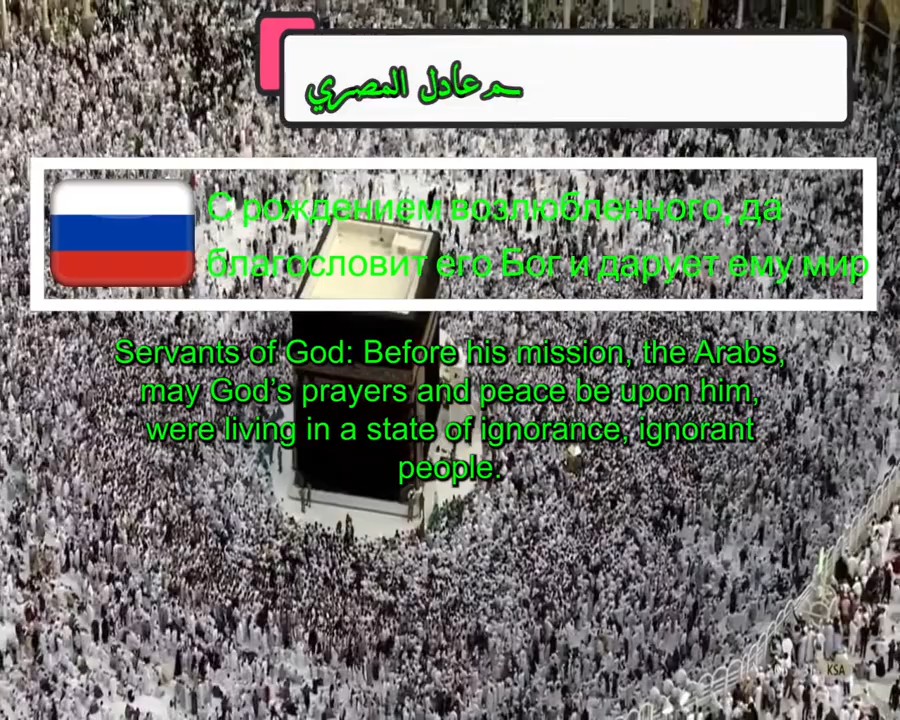 ـم عادل المصري
С рождением возлюбленного, да
благословит его Бог и дарует ему мир
Servants of God: Before his mission, the Arabs,
may God's prayers and peace be upon him,
were living in a state of ignorance, ignorant
people.
KSA